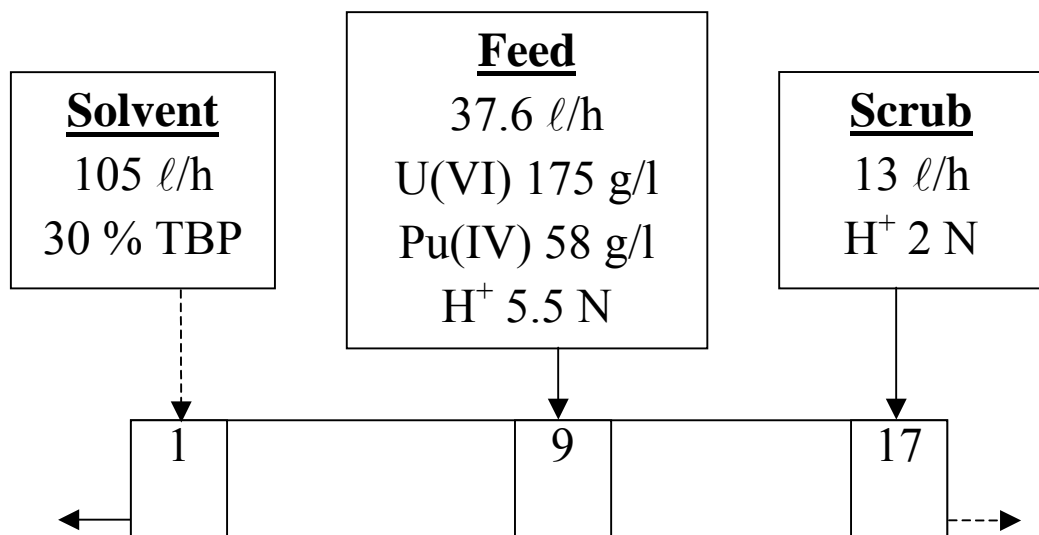 Solvent
105 ℓ/h
30 % TBP
Feed
37.6 ℓ/h
U(VI) 175 g/l
Pu(IV) 58 g/l
H⁺ 5.5 N
Scrub
13 ℓ/h
H⁺ 2 N
1
9
17